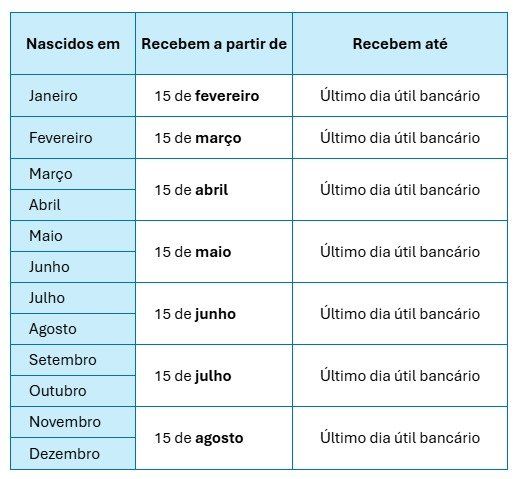 Nascidos em Recebem a partir de Recebem até
Janeiro 15 de fevereiro Último dia útil bancário
Fevereiro 15 de março Último dia útil bancário
Março
15 de abril Último dia útil bancário
Abril
Maio
15 de maio Último dia útil bancário
Junho
Julho
15 de junho Último dia útil bancário
Agosto
Setembro
15 de julho Último dia útil bancário
Outubro
Novembro
15 de agosto Último dia útil bancário
Dezembro